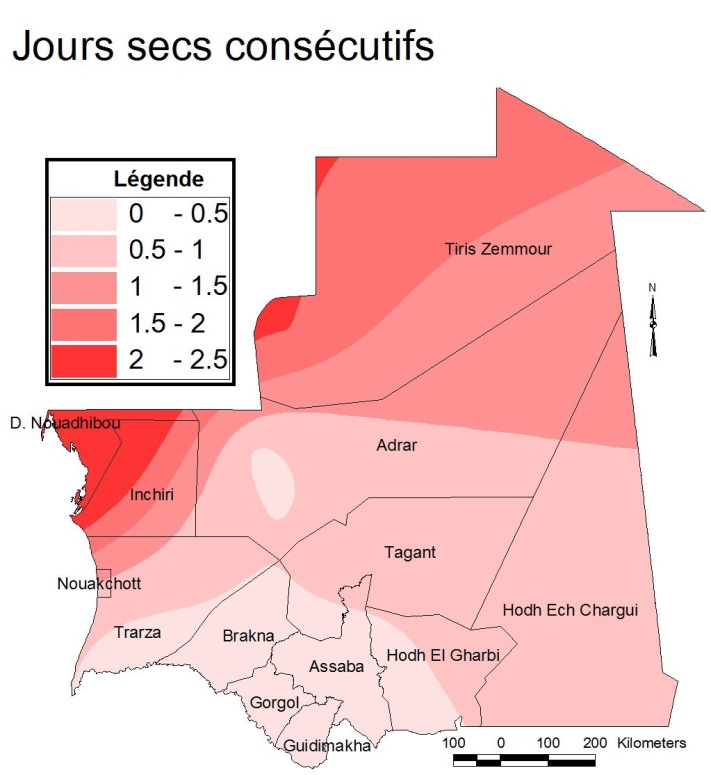 Jours secs consécutifs
Légende
0 - 0.5
0.5 - 1
1 - 1.5
1.5 - 2
2 - 2.5
Tiris Zemmour
N
D. Nouadhibou
Adrar
Inchiri
Tagant
Nouakchott
Hodh Ech Chargui
Trarza
Brakna
Hodh El Gharbi
Assaba
Gorgol
Guidimakha
100 0 100 200 Kilometers